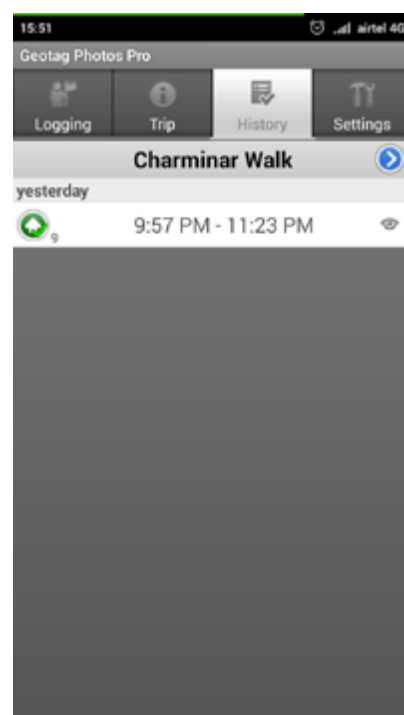 15:51 airtel 4G
Geotag Photos Pro
Logging Trip History Settings
Charminar Walk
yesterday
9 9:57 PM - 11:23 PM